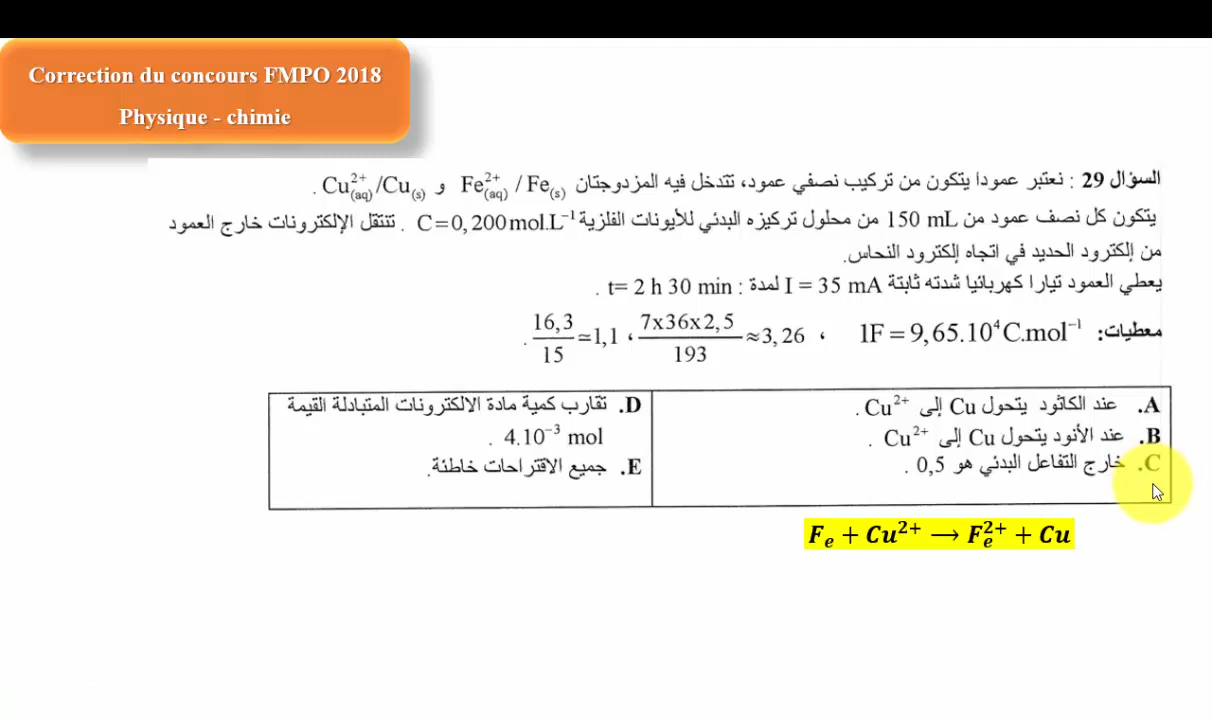 Correction du concours FMPO 2018
Physique - chimie
السؤال 29 : نعتبر عمودا يتكون من تركيب نصفي عمود، تتدخل فيه المزدوجتان Fe²⁺(aq) / Fe(s) و Cu²⁺(aq)/Cu(s) .
يتكون كل نصف عمود من 150 mL من محلول تركيزه البدئي للأيونات الفلزية C=0,200mol.L⁻¹ . تنتقل الإلكترونات خارج العمود
من إلكترود الحديد في اتجاه إلكترود النحاس.
يعطي العمود تيارا كهربائيا شدته ثابتة I = 35 mA لمدة : t= 2 h 30 min .
معطيات: 1F = 9,65.10⁴C.mol⁻¹ ، 7x36x2,5/193 ≈3,26 ، 16,3/15 ≃1,1 .
A. عند الكاثود يتحول Cu إلى Cu²⁺ .
B. عند الأنود يتحول Cu إلى Cu²⁺ .
C. خارج التفاعل البدئي هو 0,5 .
D. تقارب كمية مادة الالكترونات المتبادلة القيمة
4.10⁻³ mol .
E. جميع الاقتراحات خاطئة.
Fe + Cu²⁺ ⟶ Fe²⁺ + Cu